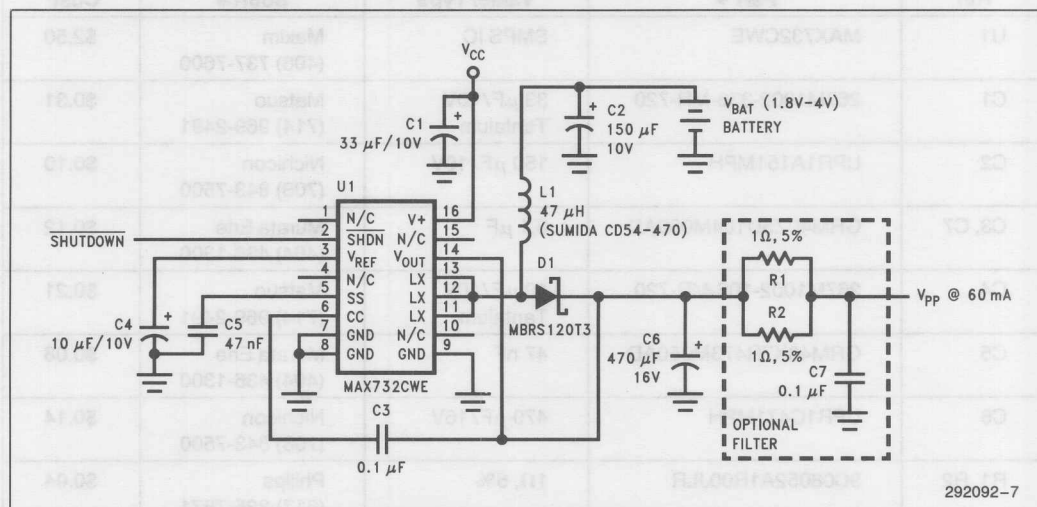 V_CC
C1
33 μF/10V
C2
150 μF
10V
V_BAT (1.8V-4V)
BATTERY
L1
47 μH
(SUMIDA CD54-470)
U1
1 N/C
2 SHDN
3 V_REF
4 N/C
5 SS
6 CC
7 GND
8 GND
V+ 16
N/C 15
V_OUT 14
LX 13
LX 12
LX 11
N/C 10
GND 9
MAX732CWE
SHUTDOWN
C4
10 μF/10V
C5
47 nF
C3
0.1 μF
D1
MBRS120T3
C6
470 μF
16V
1Ω, 5%
R1
R2
1Ω, 5%
C7
0.1 μF
OPTIONAL
FILTER
V_PP @ 60 mA
292092-7